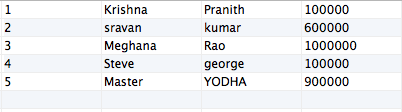 1 Krishna Pranith 100000
2 sravan kumar 600000
3 Meghana Rao 1000000
4 Steve george 100000
5 Master YODHA 900000